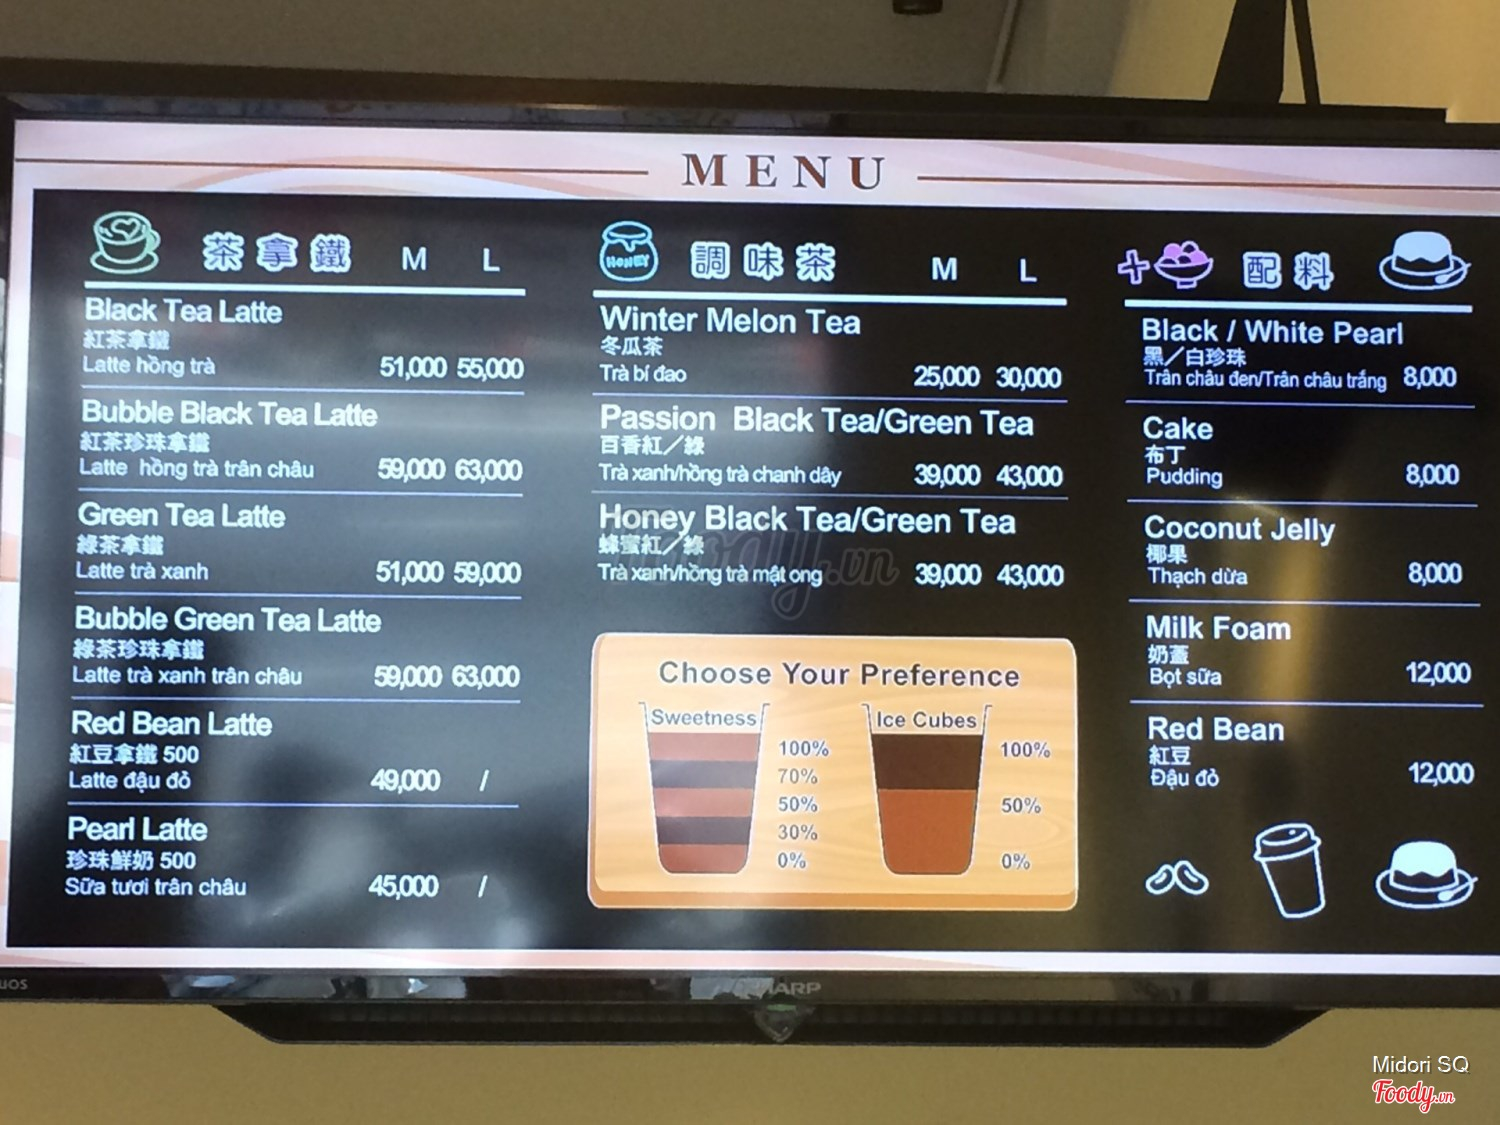 MENU
茶拿鐵 M L
Black Tea Latte
紅茶拿鐵
Latte hồng trà 51,000 55,000
Bubble Black Tea Latte
紅茶珍珠拿鐵
Latte hồng trà trân châu 59,000 63,000
Green Tea Latte
綠茶拿鐵
Latte trà xanh 51,000 59,000
Bubble Green Tea Latte
綠茶珍珠拿鐵
Latte trà xanh trân châu 59,000 63,000
Red Bean Latte
紅豆拿鐵 500
Latte đậu đỏ 49,000 /
Pearl Latte
珍珠鮮奶 500
Sữa tươi trân châu 45,000 /
HONEY 調味茶 M L
Winter Melon Tea
冬瓜茶
Trà bí đao 25,000 30,000
Passion Black Tea/Green Tea
百香紅／綠
Trà xanh/hồng trà chanh dây 39,000 43,000
Honey Black Tea/Green Tea
蜂蜜紅／綠
Trà xanh/hồng trà mật ong 39,000 43,000
Choose Your Preference
Sweetness
100%
70%
50%
30%
0%
Ice Cubes
100%
50%
0%
+ 配料
Black / White Pearl
黑／白珍珠
Trân châu đen/Trân châu trắng 8,000
Cake
布丁
Pudding 8,000
Coconut Jelly
椰果
Thạch dừa 8,000
Milk Foam
奶蓋
Bọt sữa 12,000
Red Bean
紅豆
Đậu đỏ 12,000
Foody.vn
SHARP
Midori SQ
Foody.vn